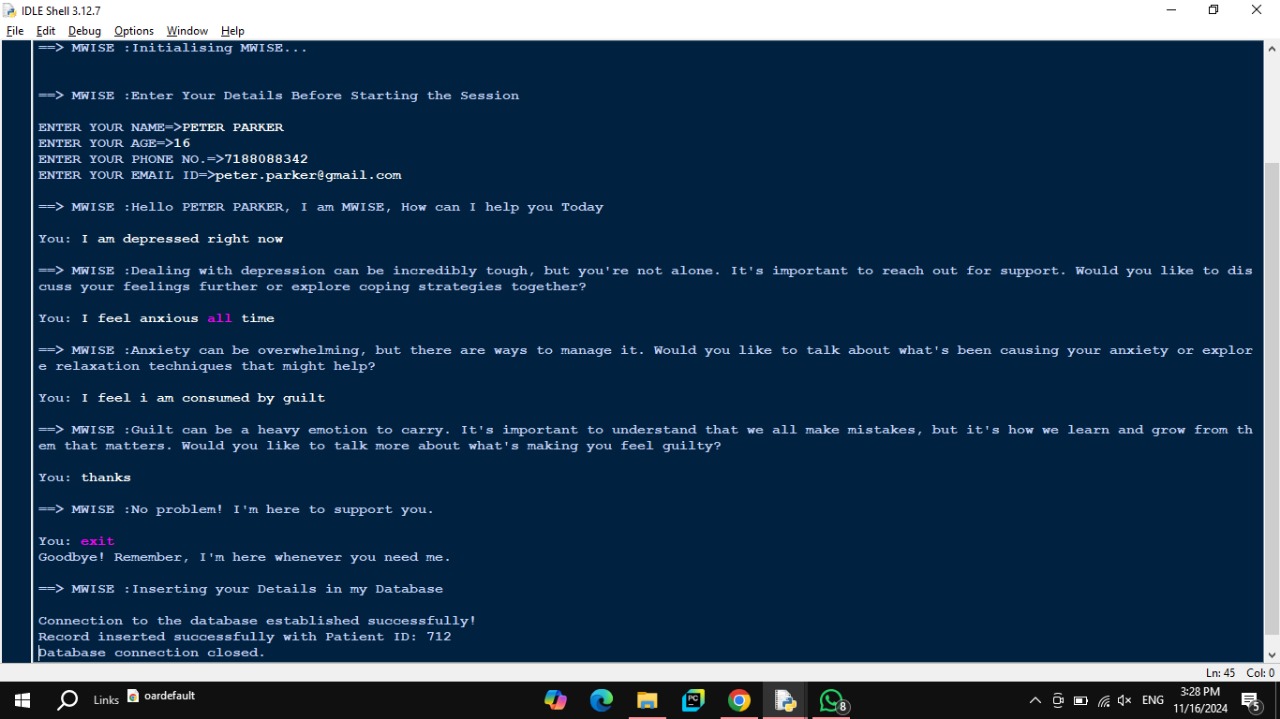 IDLE Shell 3.12.7
File Edit Debug Options Window Help
==> MWISE :Initialising MWISE...
==> MWISE :Enter Your Details Before Starting the Session
ENTER YOUR NAME=>PETER PARKER
ENTER YOUR AGE=>16
ENTER YOUR PHONE NO.=>7188088342
ENTER YOUR EMAIL ID=>peter.parker@gmail.com
==> MWISE :Hello PETER PARKER, I am MWISE, How can I help you Today
You: I am depressed right now
==> MWISE :Dealing with depression can be incredibly tough, but you're not alone. It's important to reach out for support. Would you like to dis
cuss your feelings further or explore coping strategies together?
You: I feel anxious all time
==> MWISE :Anxiety can be overwhelming, but there are ways to manage it. Would you like to talk about what's been causing your anxiety or explor
e relaxation techniques that might help?
You: I feel i am consumed by guilt
==> MWISE :Guilt can be a heavy emotion to carry. It's important to understand that we all make mistakes, but it's how we learn and grow from th
em that matters. Would you like to talk more about what's making you feel guilty?
You: thanks
==> MWISE :No problem! I'm here to support you.
You: exit
Goodbye! Remember, I'm here whenever you need me.
==> MWISE :Inserting your Details in my Database
Connection to the database established successfully!
Record inserted successfully with Patient ID: 712
Database connection closed.
Ln: 45 Col: 0
Links oardefault PC 8 ENG 3:28 PM 5
11/16/2024